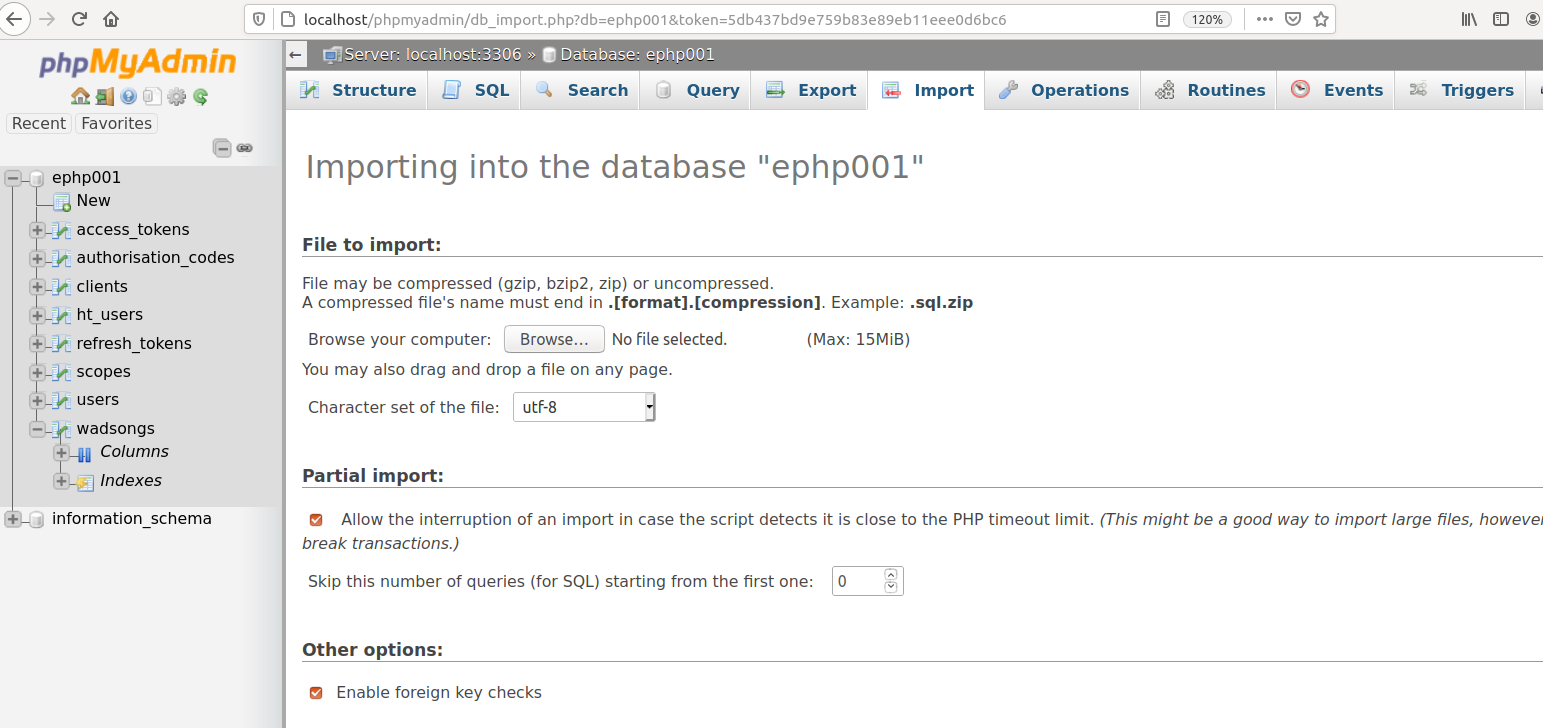 localhost/phpmyadmin/db_import.php?db=ephp001&token=5db437bd9e759b83e89eb11eee0d6bc6
120%
phpMyAdmin
Recent
Favorites
ephp001
New
access_tokens
authorisation_codes
clients
ht_users
refresh_tokens
scopes
users
wadsongs
Columns
Indexes
information_schema
Server: localhost:3306 » Database: ephp001
Structure SQL Search Query Export Import Operations Routines Events Triggers
Importing into the database "ephp001"
File to import:
File may be compressed (gzip, bzip2, zip) or uncompressed.
A compressed file's name must end in .[format].[compression]. Example: .sql.zip
Browse your computer: Browse... No file selected. (Max: 15MiB)
You may also drag and drop a file on any page.
Character set of the file: utf-8
Partial import:
Allow the interruption of an import in case the script detects it is close to the PHP timeout limit. (This might be a good way to import large files, however
break transactions.)
Skip this number of queries (for SQL) starting from the first one: 0
Other options:
Enable foreign key checks